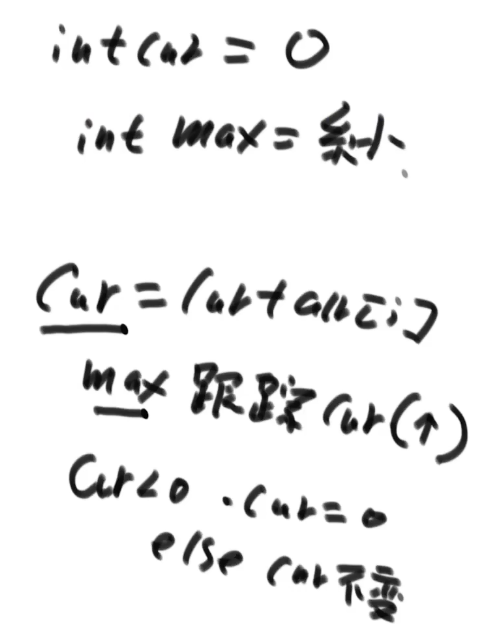 int cur = 0
int max = 系小
cur = cur + arr[i]
max 跟踪 cur(↑)
cur<0 . cur = 0
else cur 不变